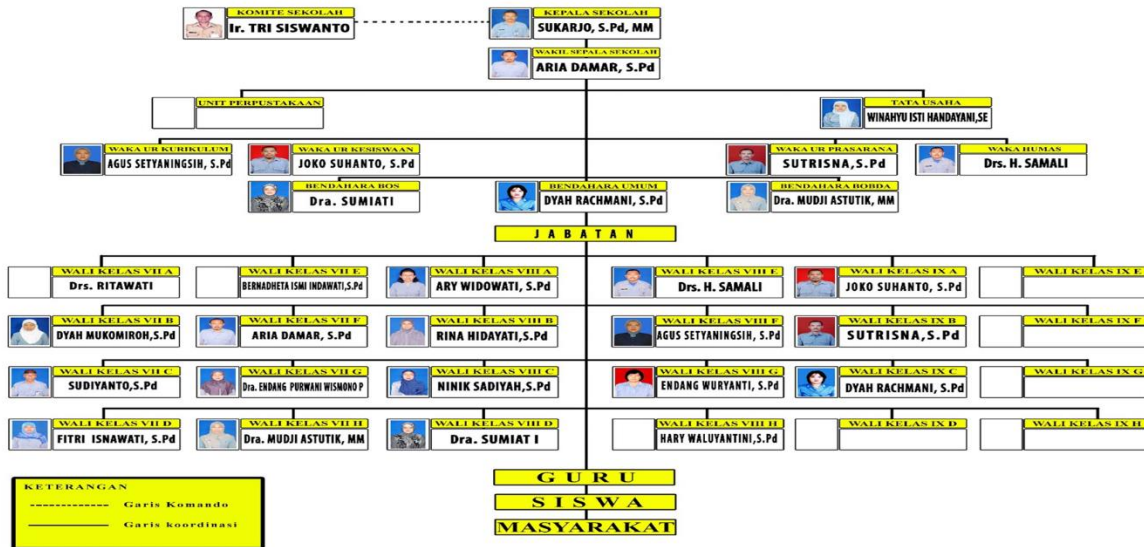 KOMITE SEKOLAH
Ir. TRI SISWANTO
KEPALA SEKOLAH
SUKARJO, S.Pd, MM
WAKIL SEPALA SEKOLAH
ARIA DAMAR, S.Pd
UNIT PERPUSTAKAAN
TATA USAHA
WINAHYU ISTI HANDAYANI,SE
WAKA UR KURIKULUM
AGUS SETYANINGSIH, S.Pd
WAKA UR KESISWAAN
JOKO SUHANTO, S.Pd
WAKA UR PRASARANA
SUTRISNA,S.Pd
WAKA HUMAS
Drs. H. SAMALI
BENDAHARA BOS
Dra. SUMIATI
BENDAHARA UMUM
DYAH RACHMANI, S.Pd
BENDAHARA BOBDA
Dra. MUDJI ASTUTIK, MM
JABATAN
WALI KELAS VII A
Drs. RITAWATI
WALI KELAS VII E
BERNADHETA ISMI INDAWATI,S.Pd
WALI KELAS VIII A
ARY WIDOWATI, S.Pd
WALI KELAS VIII E
Drs. H. SAMALI
WALI KELAS IX A
JOKO SUHANTO, S.Pd
WALI KELAS IX E
WALI KELAS VII B
DYAH MUKOMIROH, S.Pd
WALI KELAS VII F
ARIA DAMAR, S.Pd
WALI KELAS VIII B
RINA HIDAYATI,S.Pd
WALI KELAS VIII F
AGUS SETYANINGSIH, S.Pd
WALI KELAS IX B
SUTRISNA,S.Pd
WALI KELAS IX F
WALI KELAS VII C
SUDIYANTO,S.Pd
WALI KELAS VII G
Dra. ENDANG PURWANI WISMONO P
WALI KELAS VIII C
NINIK SADIYAH,S.Pd
WALI KELAS VIII G
ENDANG WURYANTI, S.Pd
WALI KELAS IX C
DYAH RACHMANI, S.Pd
WALI KELAS IX G
WALI KELAS VII D
FITRI ISNAWATI, S.Pd
WALI KELAS VII H
Dra. MUDJI ASTUTIK, MM
WALI KELAS VIII D
Dra. SUMIAT I
WALI KELAS VIII H
HARY WALUYANTINI,S.Pd
WALI KELAS IX D
WALI KELAS IX H
GURU
SISWA
MASYARAKAT
KETERANGAN
Garis Komando
Garis koordinasi